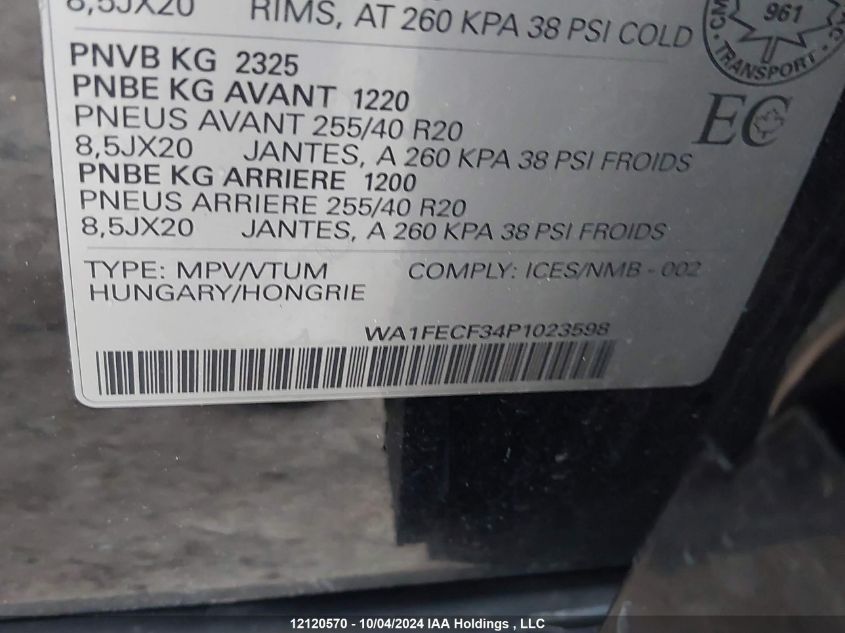 8,5JX20 RIMS, AT 260 KPA 38 PSI COLD
961
TRANSPORT
PNVB KG 2325
PNBE KG AVANT 1220
PNEUS AVANT 255/40 R20
8,5JX20 JANTES, A 260 KPA 38 PSI FROIDS
EC
PNBE KG ARRIERE 1200
PNEUS ARRIERE 255/40 R20
8,5JX20 JANTES, A 260 KPA 38 PSI FROIDS
TYPE: MPV/VTUM COMPLY: ICES/NMB - 002
HUNGARY/HONGRIE
WA1FECF34P1023598
12120570 - 10/04/2024 IAA Holdings , LLC